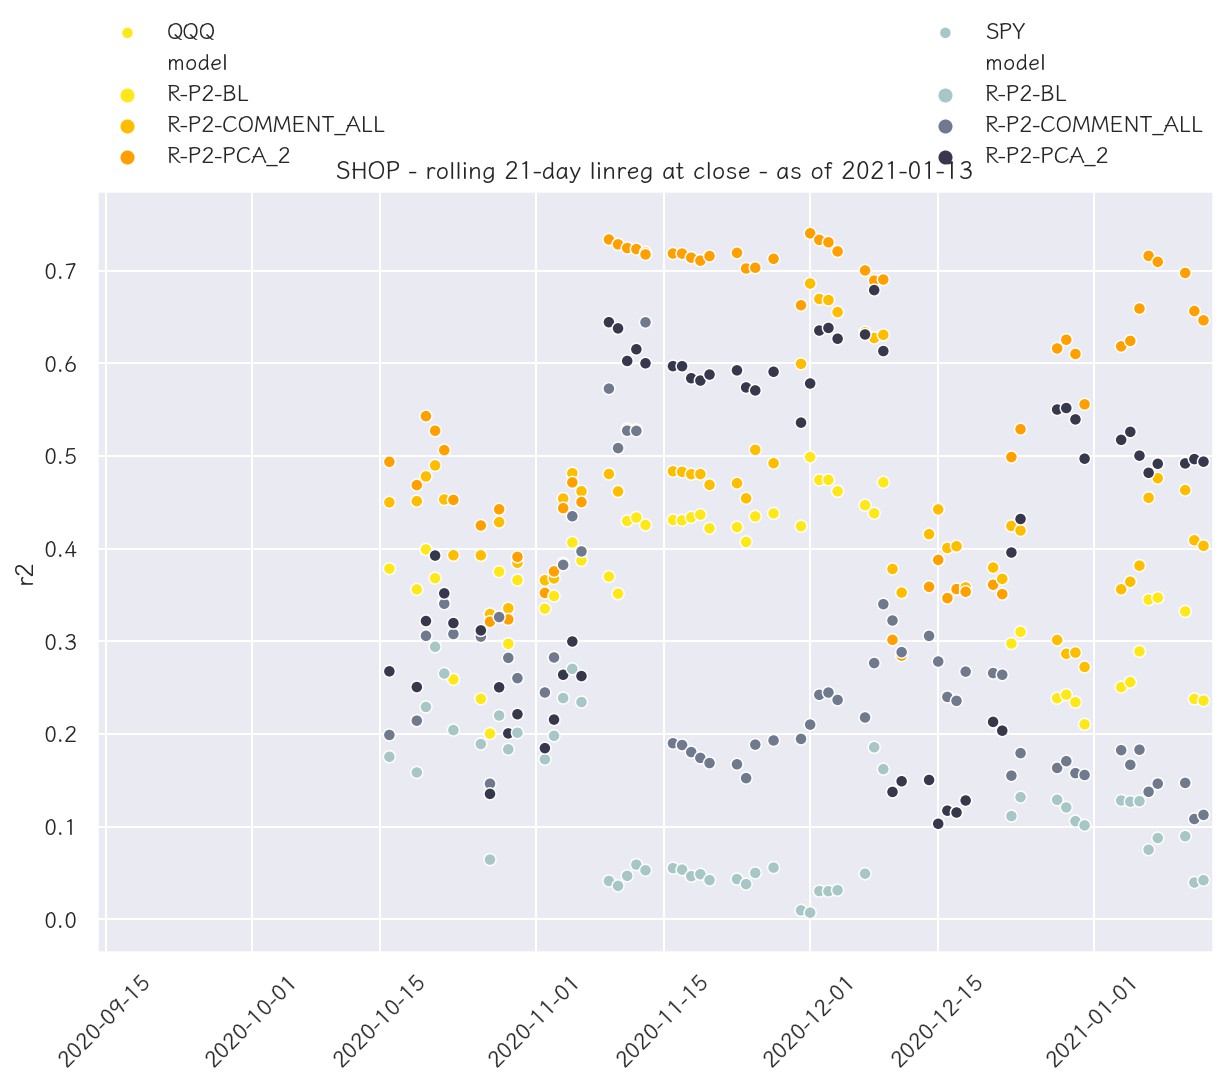 QQQ
model
R-P2-BL
R-P2-COMMENT_ALL
R-P2-PCA_2
SPY
model
R-P2-BL
R-P2-COMMENT_ALL
R-P2-PCA_2
SHOP - rolling 21-day linreg at close - as of 2021-01-13
r2
0.7
0.6
0.5
0.4
0.3
0.2
0.1
0.0
2020-09-15
2020-10-01
2020-10-15
2020-11-01
2020-11-15
2020-12-01
2020-12-15
2021-01-01